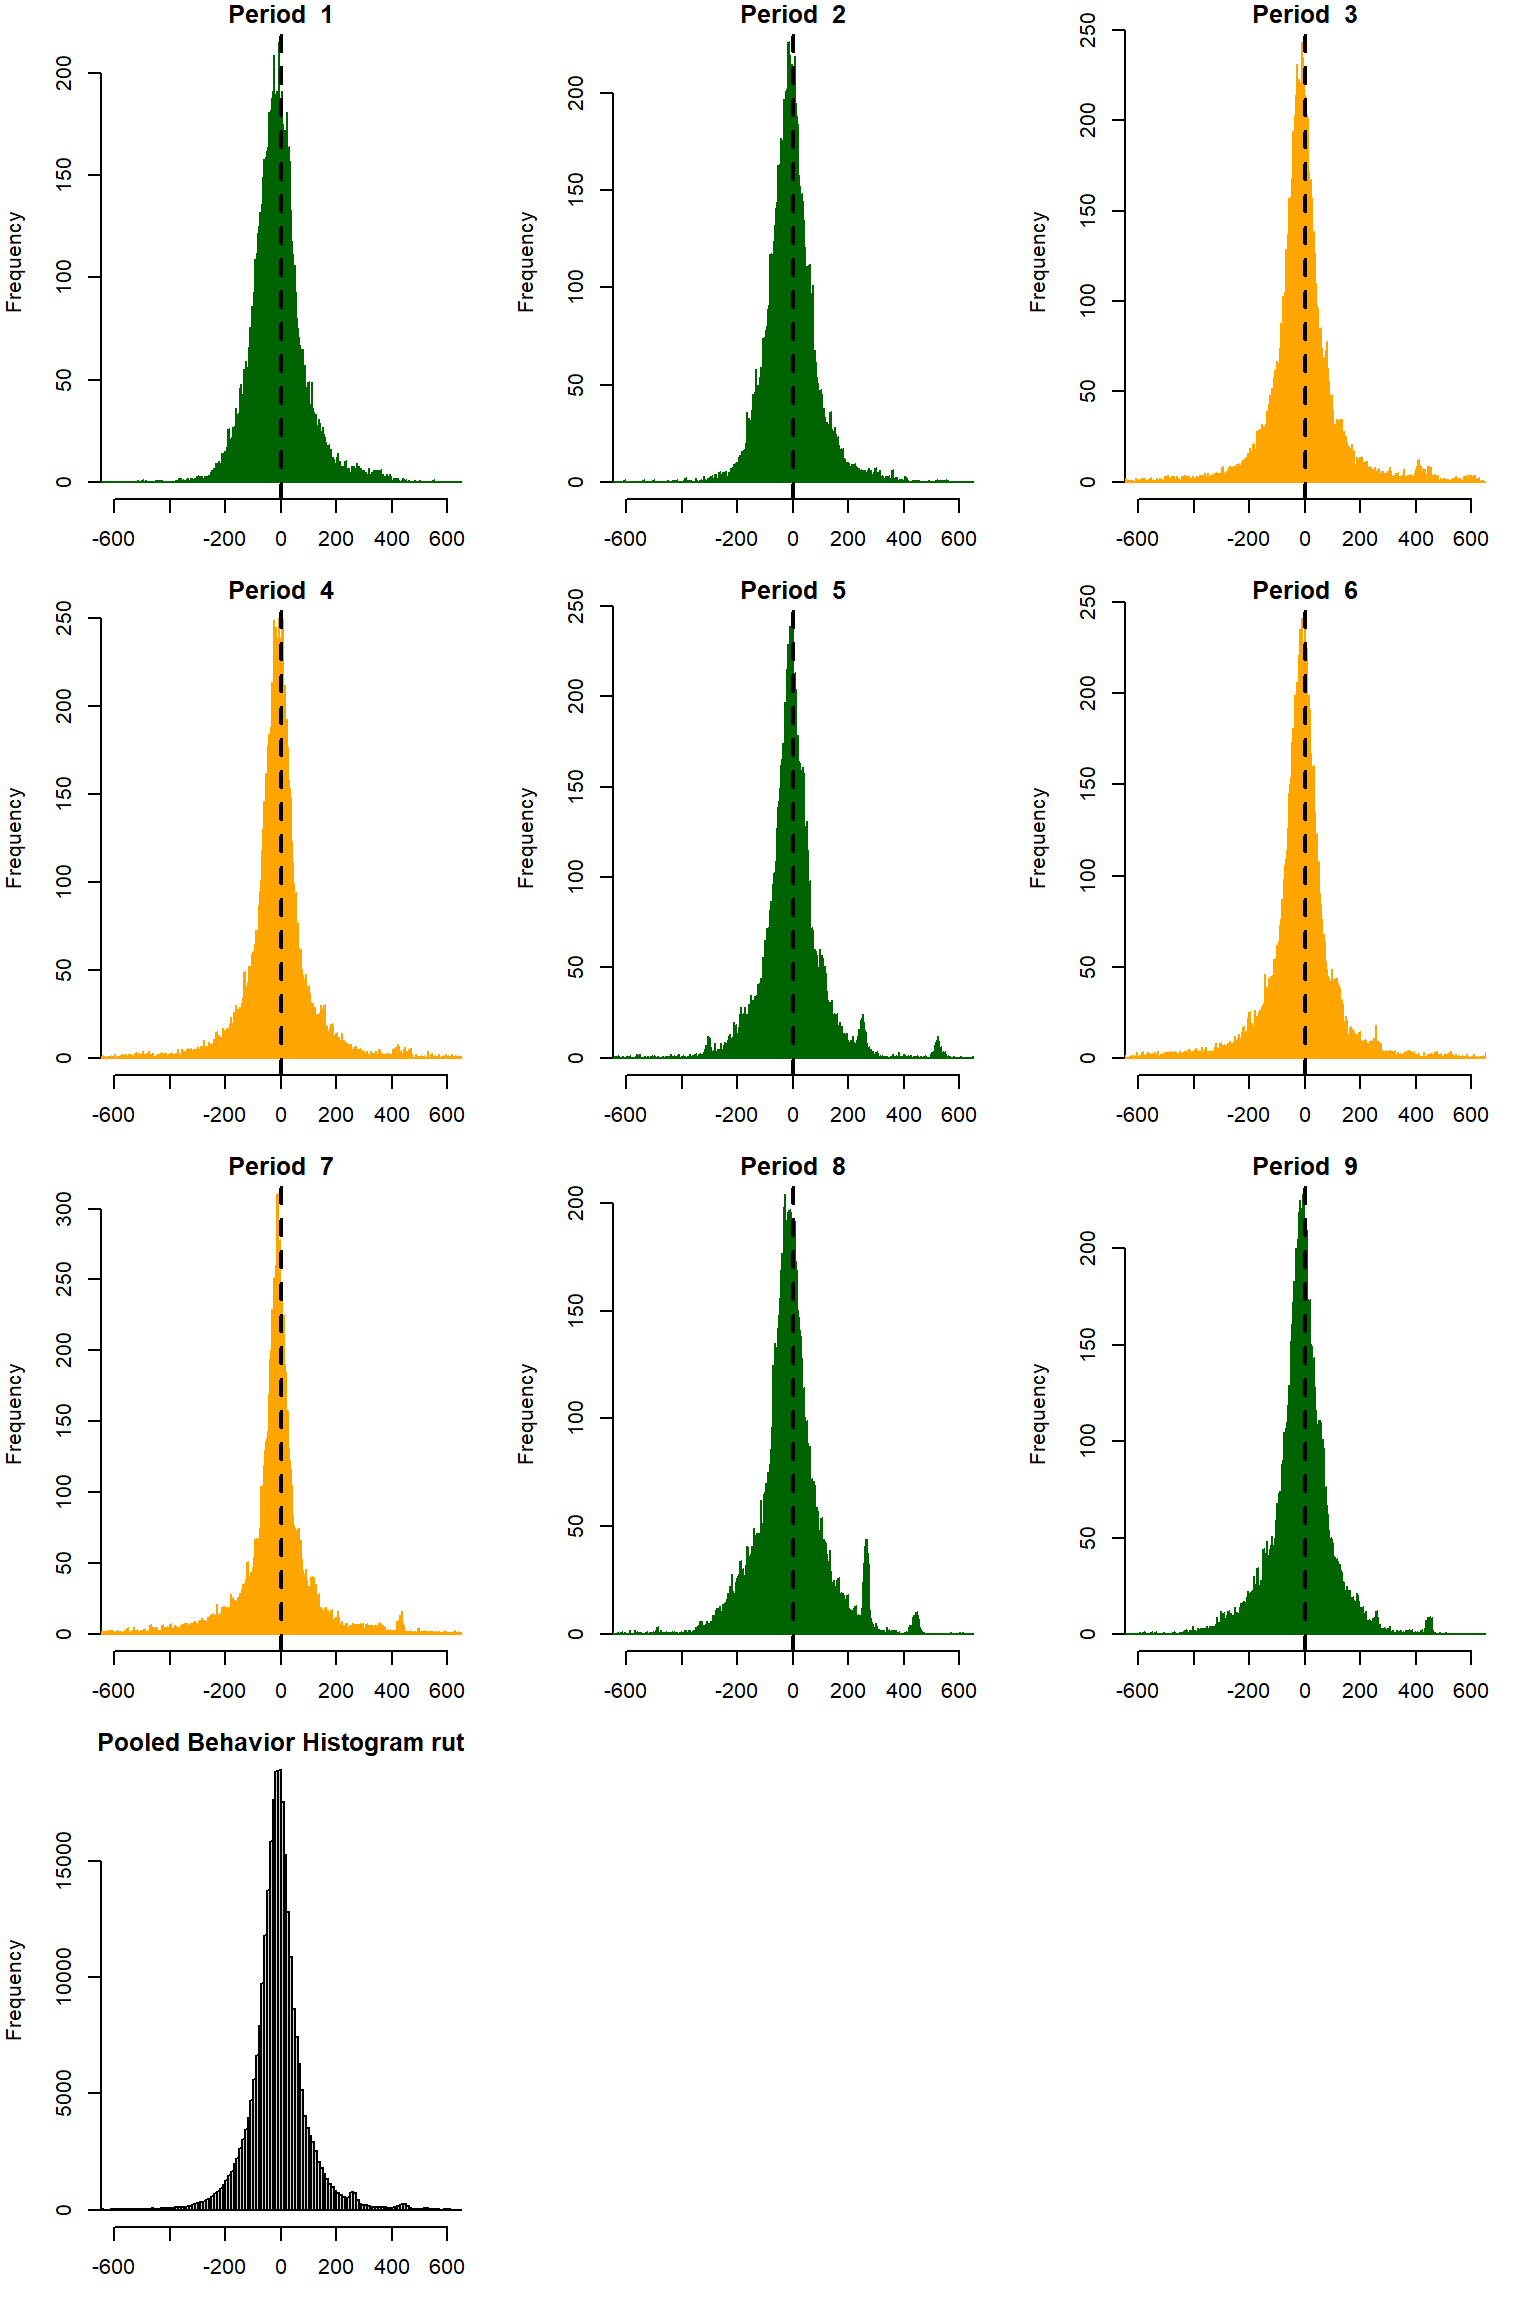 Period 1
Frequency
0 50 100 150 200
-600 -200 0 200 400 600
Period 2
Frequency
0 50 100 150 200
-600 -200 0 200 400 600
Period 3
Frequency
0 50 100 150 200 250
-600 -200 0 200 400 600
Period 4
Frequency
0 50 100 150 200 250
-600 -200 0 200 400 600
Period 5
Frequency
0 50 100 150 200 250
-600 -200 0 200 400 600
Period 6
Frequency
0 50 100 150 200 250
-600 -200 0 200 400 600
Period 7
Frequency
0 50 100 150 200 250 300
-600 -200 0 200 400 600
Period 8
Frequency
0 50 100 150 200
-600 -200 0 200 400 600
Period 9
Frequency
0 50 100 150 200
-600 -200 0 200 400 600
Pooled Behavior Histogram rut
Frequency
0 5000 10000 15000
-600 -200 0 200 400 600